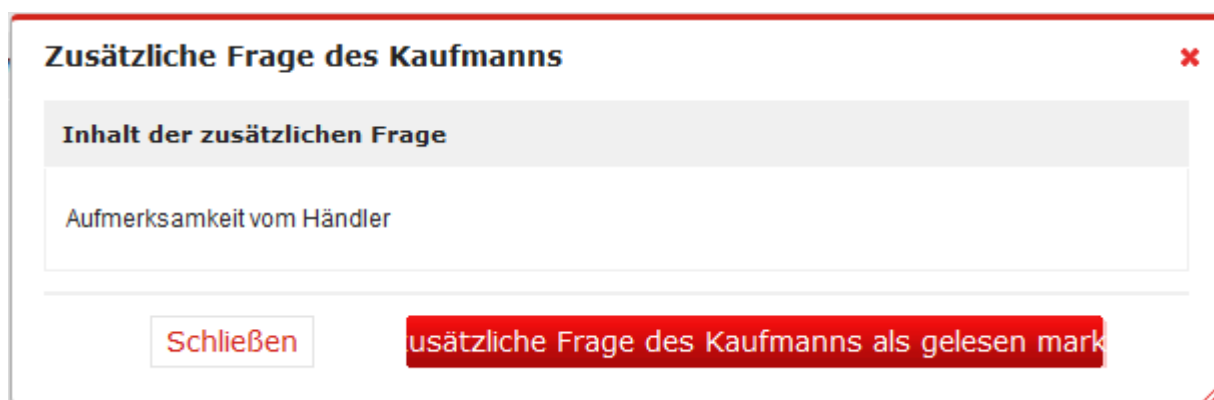 Zusätzliche Frage des Kaufmanns
Inhalt der zusätzlichen Frage
Aufmerksamkeit vom Händler
Schließen
usätzliche Frage des Kaufmanns als gelesen mark